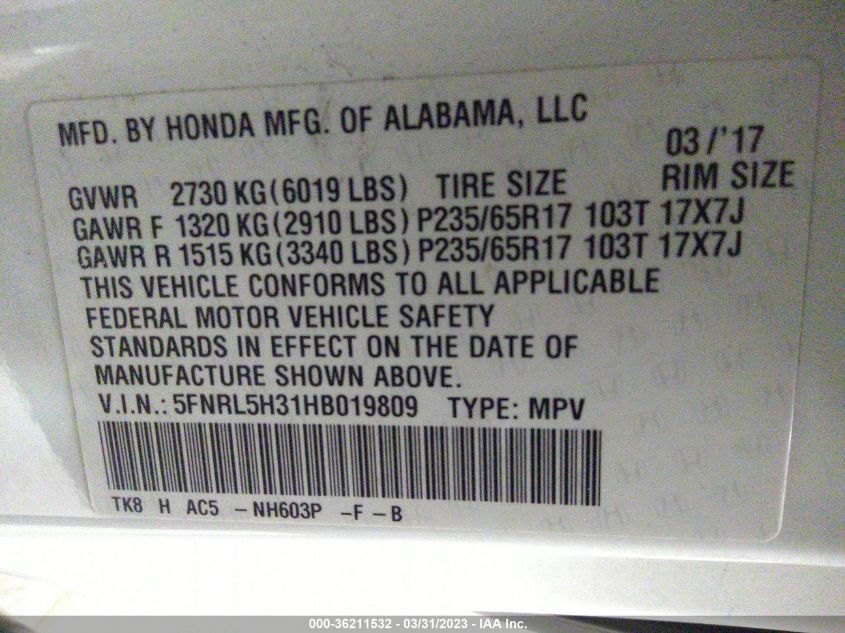 MFD. BY HONDA MFG. OF ALABAMA, LLC
03/'17
GVWR 2730 KG(6019 LBS) TIRE SIZE RIM SIZE
GAWR F 1320 KG(2910 LBS) P235/65R17 103T 17X7J
GAWR R 1515 KG(3340 LBS) P235/65R17 103T 17X7J
THIS VEHICLE CONFORMS TO ALL APPLICABLE
FEDERAL MOTOR VEHICLE SAFETY
STANDARDS IN EFFECT ON THE DATE OF
MANUFACTURE SHOWN ABOVE.
V.I.N.: 5FNRL5H31HB019809 TYPE: MPV
TK8 H AC5 -NH603P -F-B
000-36211532 - 03/31/2023 - IAA Inc.